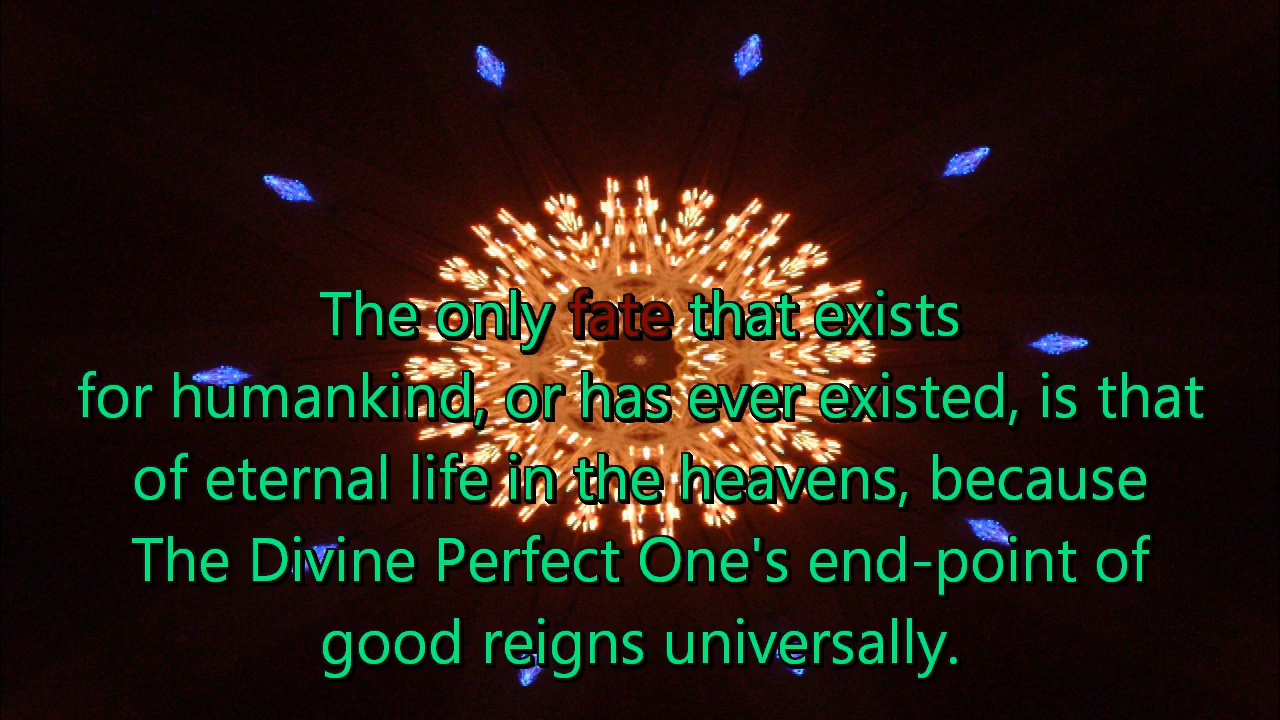 The only fate that exists
for humankind, or has ever existed, is that
of eternal life in the heavens, because
The Divine Perfect One's end-point of
good reigns universally.